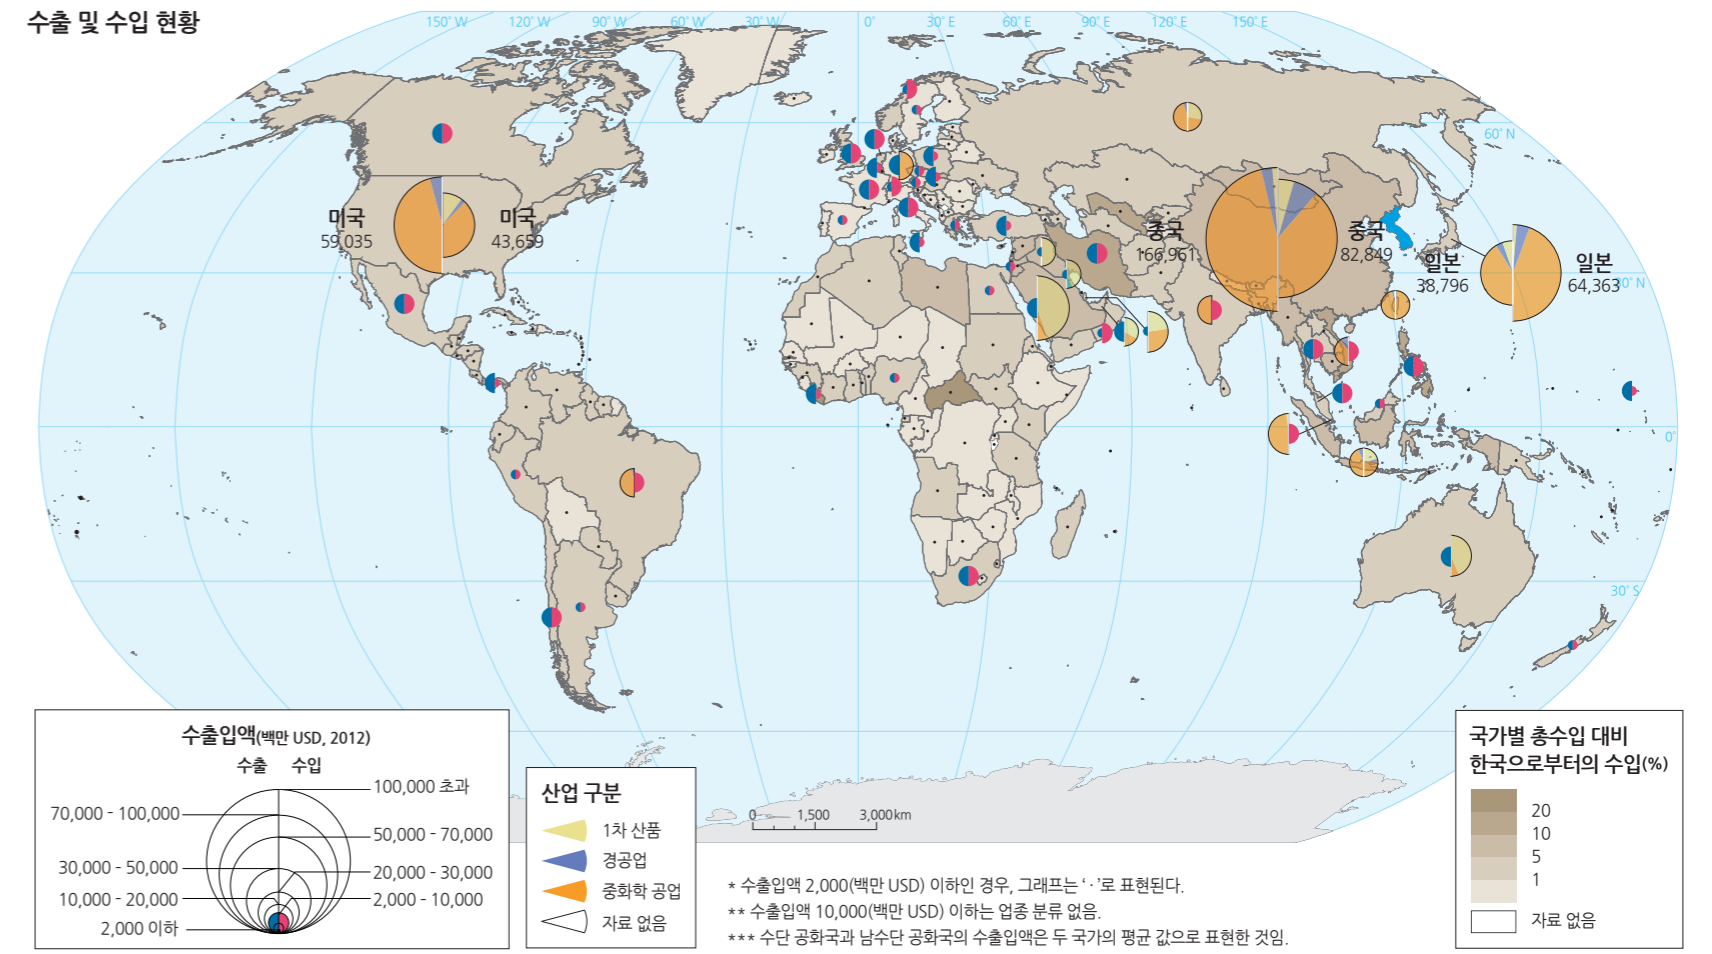 수출 및 수입 현황
150° W
120° W
90° W
60° W
30° W
0°
30° E
60° E
90° E
120° E
150° E
60° N
30° N
0°
30° S
미국
59,035
미국
43,659
중국
166,961
중국
82,849
일본
38,796
일본
64,363
수출입액(백만 USD, 2012)
수출 수입
100,000 초과
70,000 - 100,000
50,000 - 70,000
30,000 - 50,000
20,000 - 30,000
10,000 - 20,000
2,000 - 10,000
2,000 이하
산업 구분
1차 산품
경공업
중화학 공업
자료 없음
0 1,500 3,000km
* 수출입액 2,000(백만 USD) 이하인 경우, 그래프는 ‘ · ’로 표현된다.
** 수출입액 10,000(백만 USD) 이하는 업종 분류 없음.
*** 수단 공화국과 남수단 공화국의 수출입액은 두 국가의 평균 값으로 표현한 것임.
국가별 총수입 대비
한국으로부터의 수입(%)
20
10
5
1
자료 없음